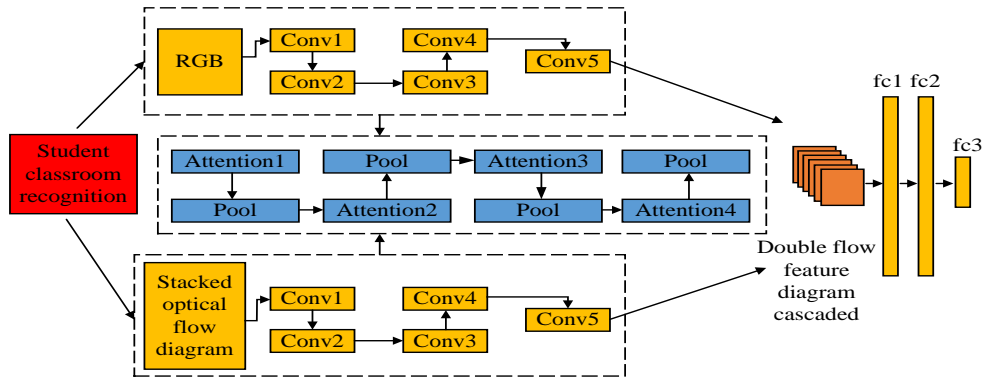 Student
classroom
recognition
RGB
Conv1
Conv2
Conv3
Conv4
Conv5
Attention1
Pool
Attention2
Pool
Attention3
Pool
Attention4
Pool
Stacked
optical
flow
diagram
Conv1
Conv2
Conv3
Conv4
Conv5
Double flow
feature
diagram
cascaded
fc1
fc2
fc3